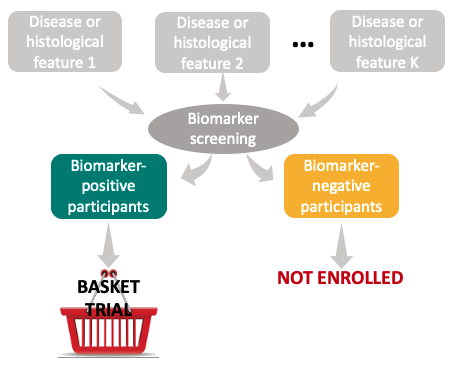 Disease or
histological
feature 1
Disease or
histological
feature 2
...
Disease or
histological
feature K
Biomarker
screening
Biomarker-
positive
participants
Biomarker-
negative
participants
BASKET
TRIAL
NOT ENROLLED